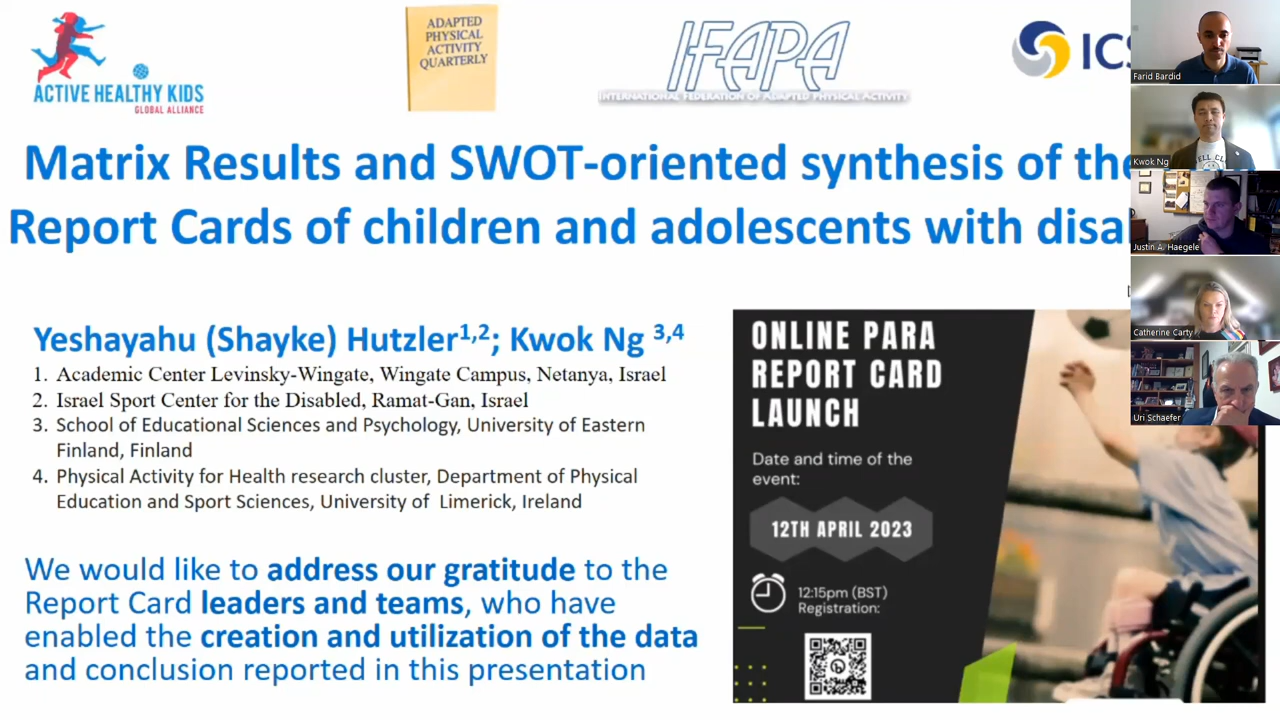 ACTIVE HEALTHY KIDS
GLOBAL ALLIANCE
ADAPTED
PHYSICAL
ACTIVITY
QUARTERLY
IFAPA
INTERNATIONAL FEDERATION OF ADAPTED PHYSICAL ACTIVITY
ICS
Matrix Results and SWOT-oriented synthesis of the
Report Cards of children and adolescents with disa
Yeshayahu (Shayke) Hutzler1,2; Kwok Ng 3,4
1. Academic Center Levinsky-Wingate, Wingate Campus, Netanya, Israel
2. Israel Sport Center for the Disabled, Ramat-Gan, Israel
3. School of Educational Sciences and Psychology, University of Eastern
Finland, Finland
4. Physical Activity for Health research cluster, Department of Physical
Education and Sport Sciences, University of Limerick, Ireland
We would like to address our gratitude to the
Report Card leaders and teams, who have
enabled the creation and utilization of the data
and conclusion reported in this presentation
ONLINE PARA
REPORT CARD
LAUNCH
Date and time of the
event:
12TH APRIL 2023
12:15pm (BST)
Registration:
Farid Bardid
Kwok Ng
Justin A. Haegele
Catherine Carty
Uri Schaefer